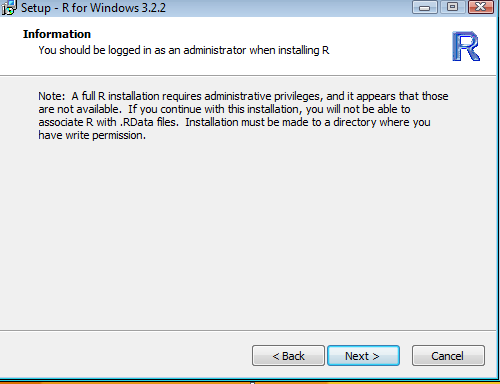 Setup - R for Windows 3.2.2
Information
You should be logged in as an administrator when installing R
R
Note:  A full R installation requires administrative privileges, and it appears that those
are not available.  If you continue with this installation, you will not be able to
associate R with .RData files.  Installation must be made to a directory where you
have write permission.
< Back
Next >
Cancel